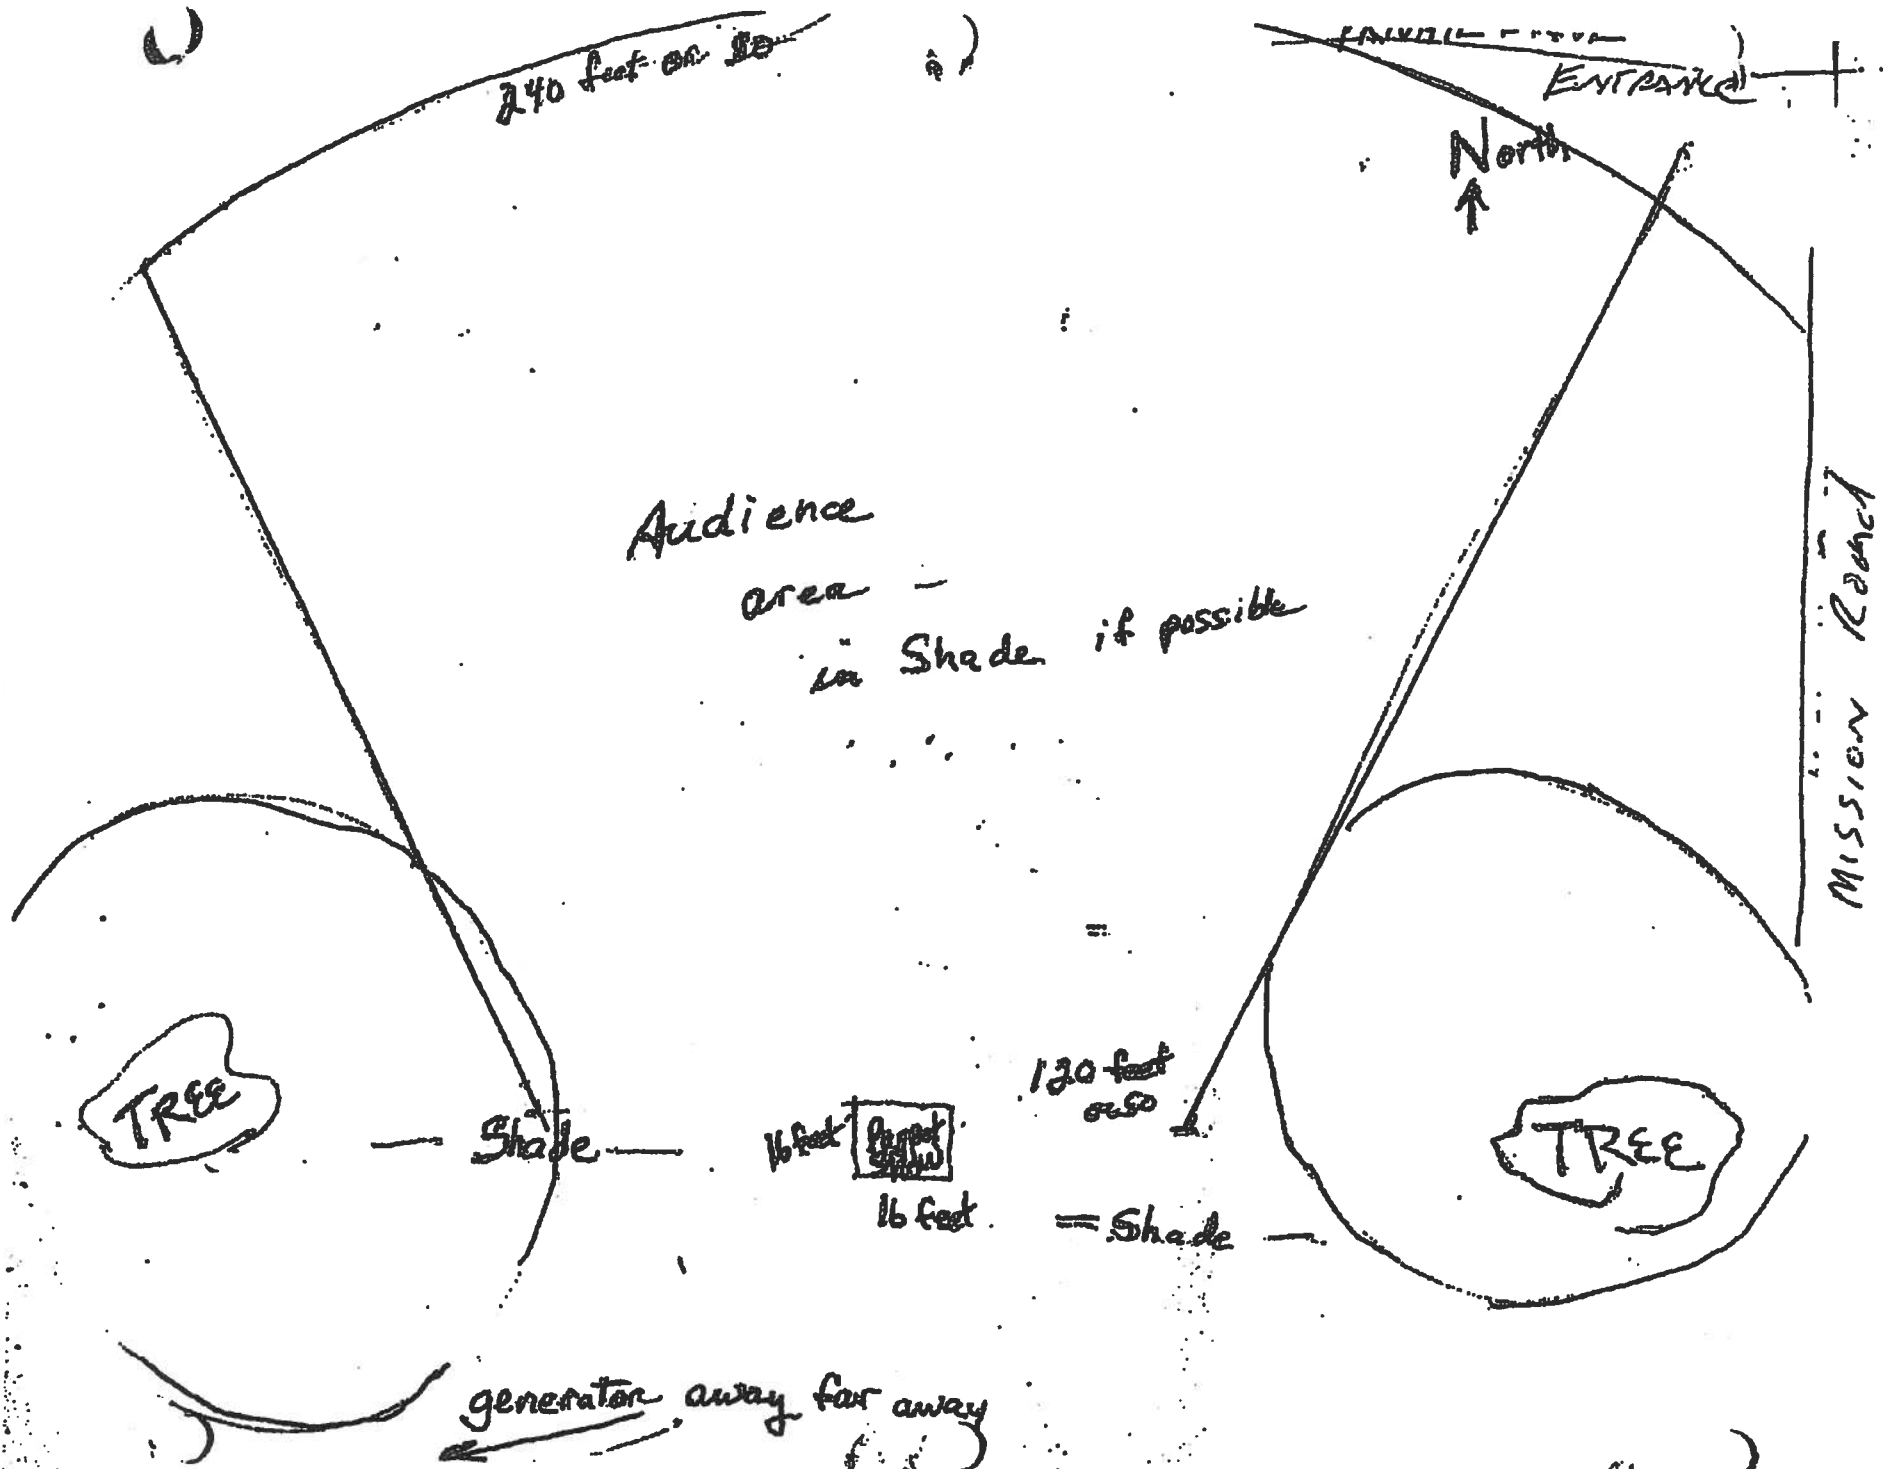 240 feet or so
ENTRANCE
North
Audience
area -
in Shade if possible
Mission Road
TREE
Shade
16 feet
Puppet
Show
16 feet
120 feet
or so
Shade
TREE
generator away far away